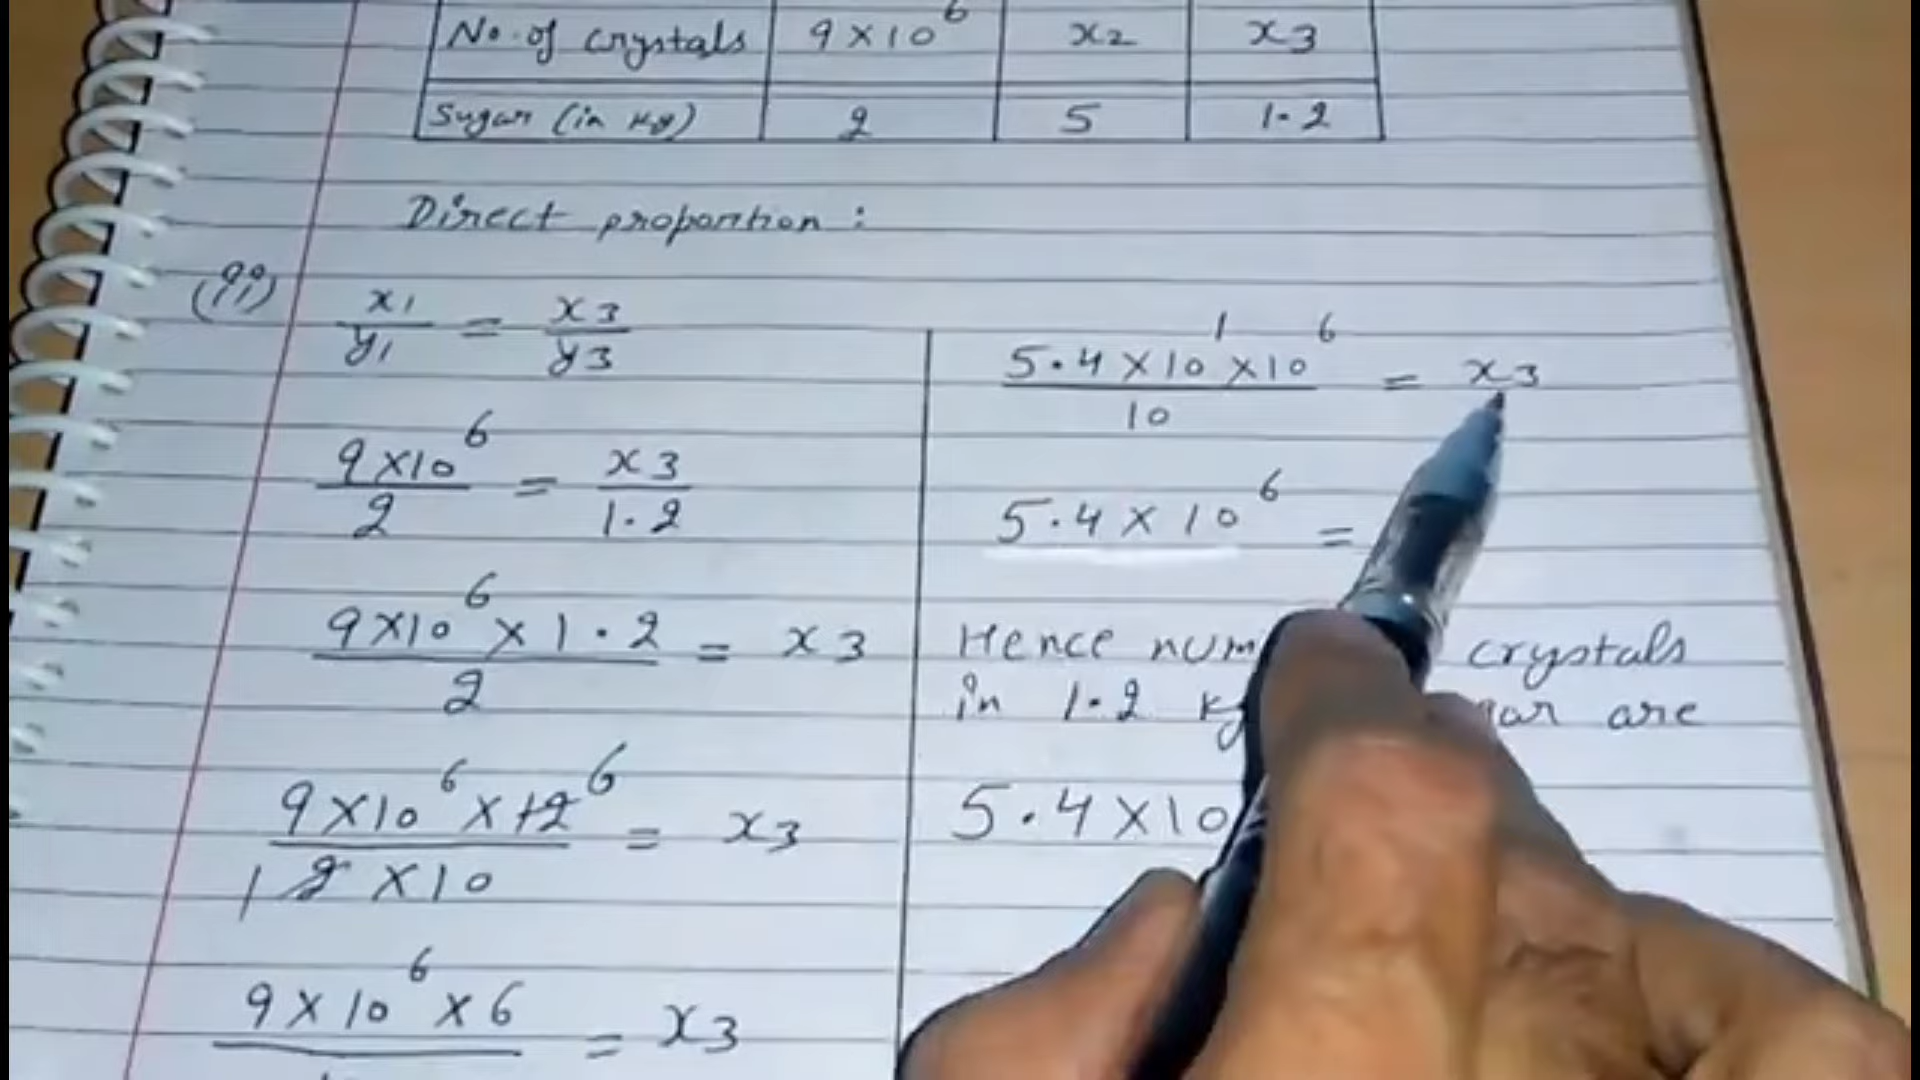 No. of crystals 9 × 10^6 x2 x3
Sugar (in kg) 2 5 1.2
Direct proportion :
(ii) x1/y1 = x3/y3
9×10^6/2 = x3/1.2
9×10^6 × 1.2/2 = x3
9×10^6 × 12 6/1 2 ×10 = x3
9 × 10^6 × 6 = x3
5.4 × 10^1 × 10^6/10 = x3
5.4 × 10^6 =
Hence crystals
in 1.2 are
5.4×10